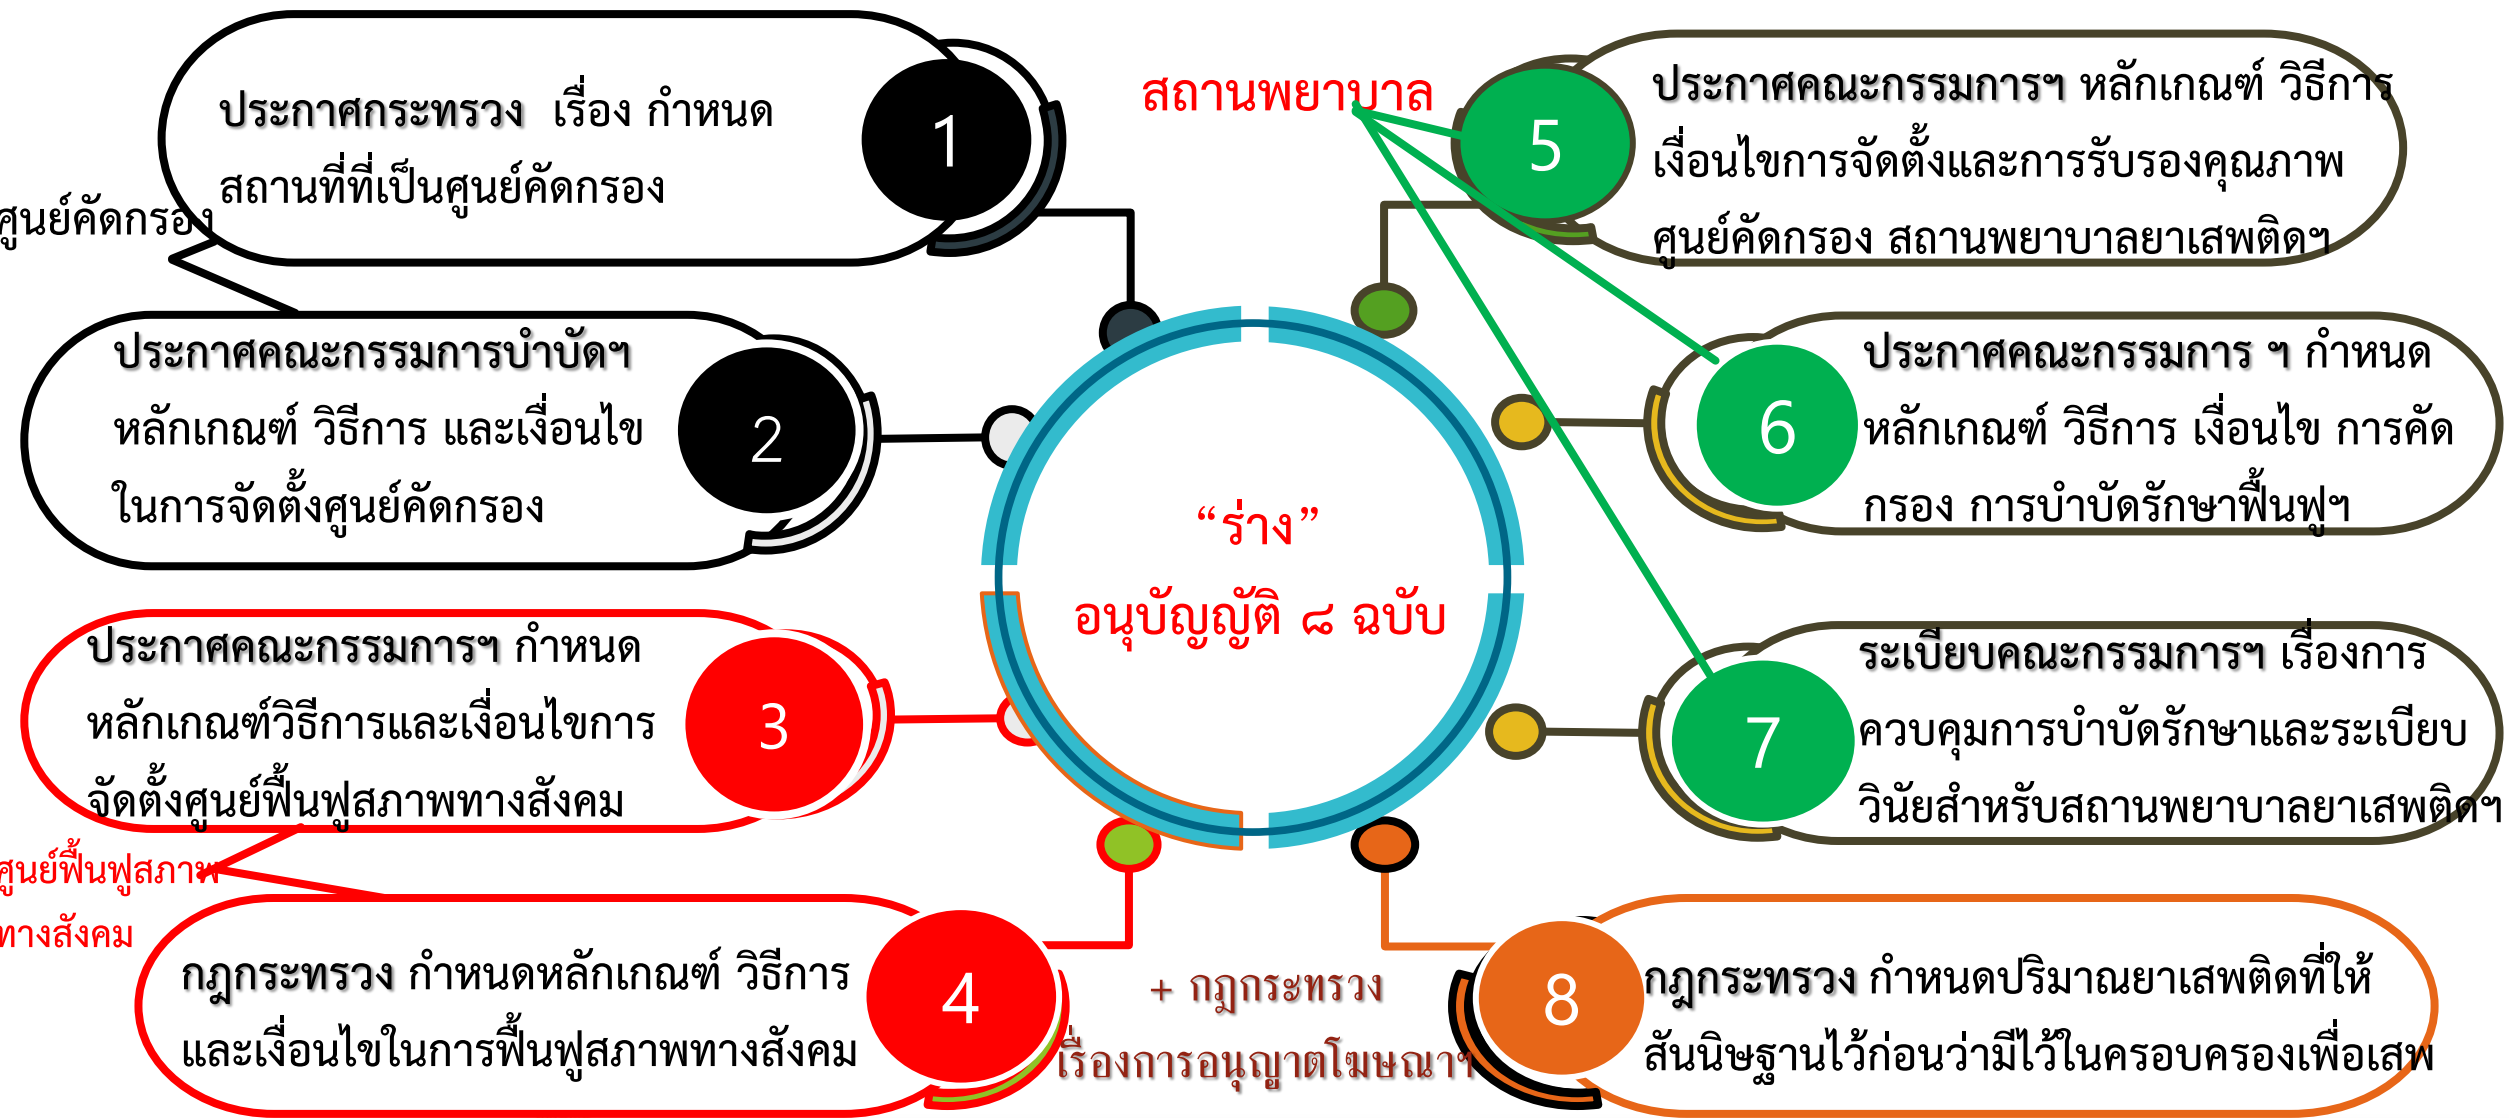 ประกาศกระทรวง เรื่อง กำหนด
สถานที่ที่เป็นศูนย์คัดกรอง
1
ศูนย์คัดกรอง
ประกาศคณะกรรมการบำบัดฯ
หลักเกณฑ์ วิธีการ และเงื่อนไข
ในการจัดตั้งศูนย์คัดกรอง
2
ประกาศคณะกรรมการฯ กำหนด
หลักเกณฑ์วิธีการและเงื่อนไขการ
จัดตั้งศูนย์ฟื้นฟูสภาพทางสังคม
3
ศูนย์ฟื้นฟูสภาพ
ทางสังคม
กฎกระทรวง กำหนดหลักเกณฑ์ วิธีการ
และเงื่อนไขในการฟื้นฟูสภาพทางสังคม
4
“ร่าง”
อนุบัญญัติ ๘ ฉบับ
+ กฎกระทรวง
เรื่องการอนุญาตโฆษณาฯ
สถานพยาบาล
5
ประกาศคณะกรรมการฯ หลักเกณฑ์ วิธีการ
เงื่อนไขการจัดตั้งและการรับรองคุณภาพ
ศูนย์คัดกรอง สถานพยาบาลยาเสพติดฯ
6
ประกาศคณะกรรมการ ฯ กำหนด
หลักเกณฑ์ วิธีการ เงื่อนไข การคัด
กรอง การบำบัดรักษาฟื้นฟูฯ
7
ระเบียบคณะกรรมการฯ เรื่องการ
ควบคุมการบำบัดรักษาและระเบียบ
วินัยสำหรับสถานพยาบาลยาเสพติดฯ
8
กฎกระทรวง กำหนดปริมาณยาเสพติดที่ให้
สันนิษฐานไว้ก่อนว่ามีไว้ในครอบครองเพื่อเสพ